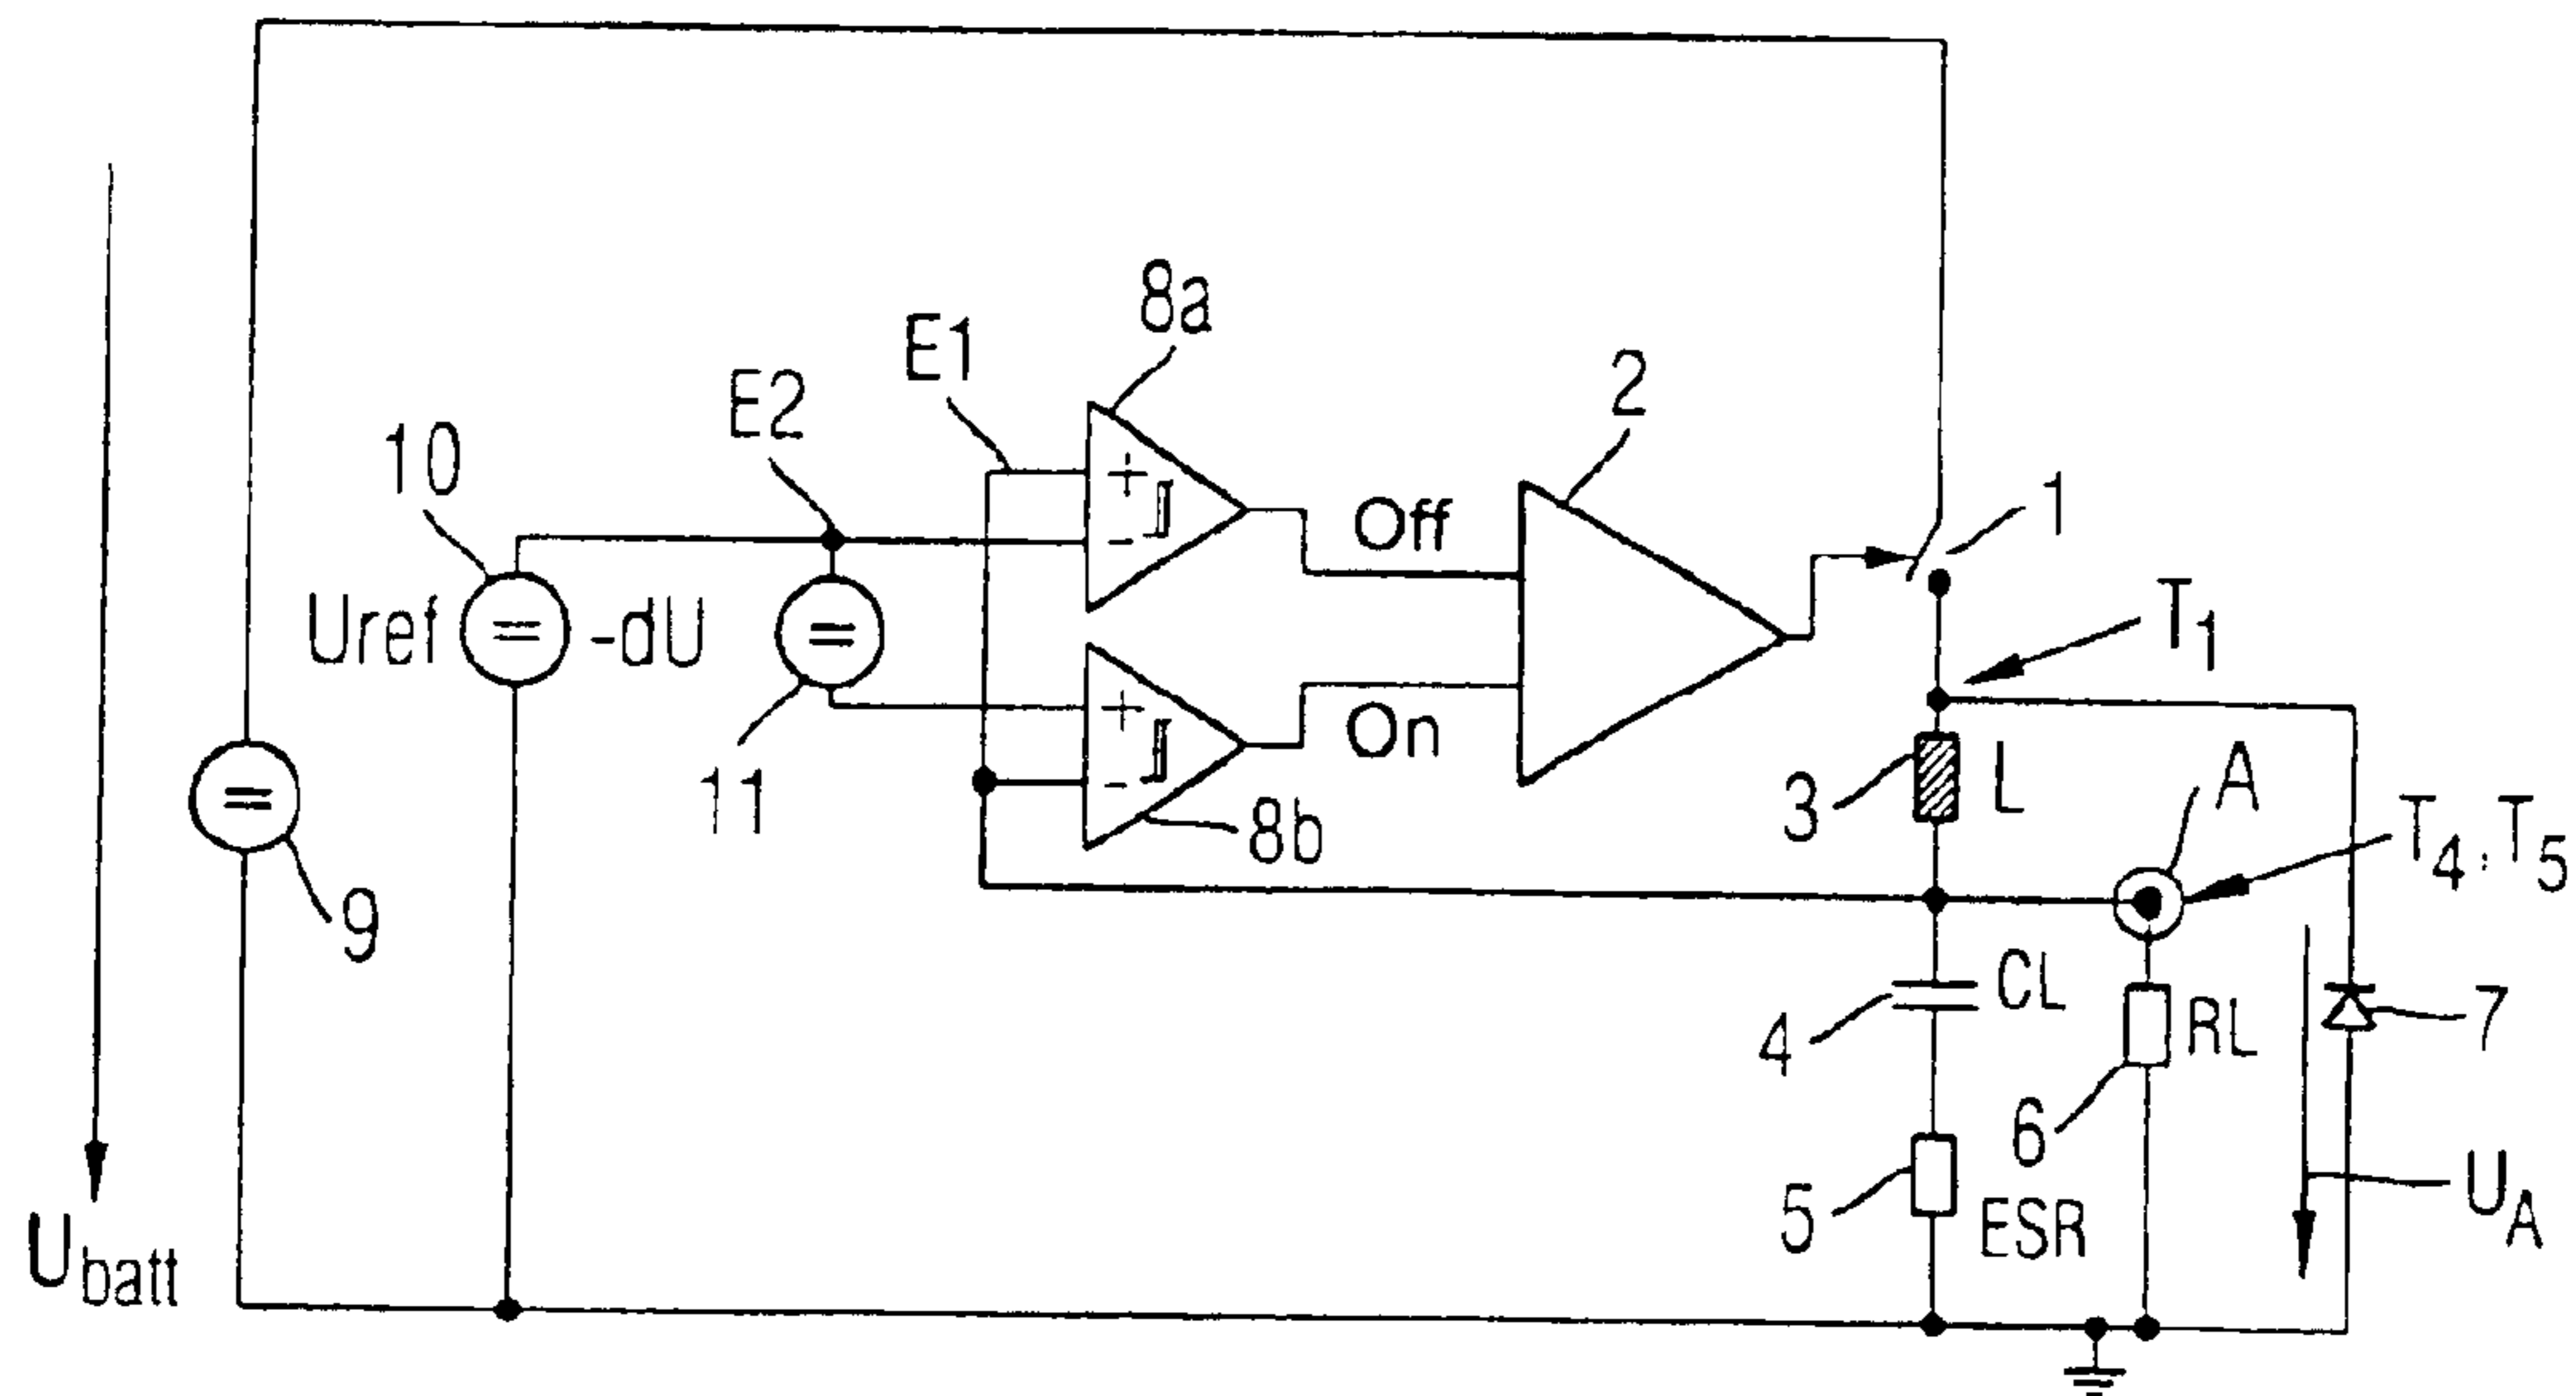 8a
E1
2
E2
10
Off
1
+
-
Uref
=
-dU
=
T1
+
On
11
-
8b
3
L
A
=
T4, T5
9
CL
4
RL
7
6
5
ESR
UA
Ubatt